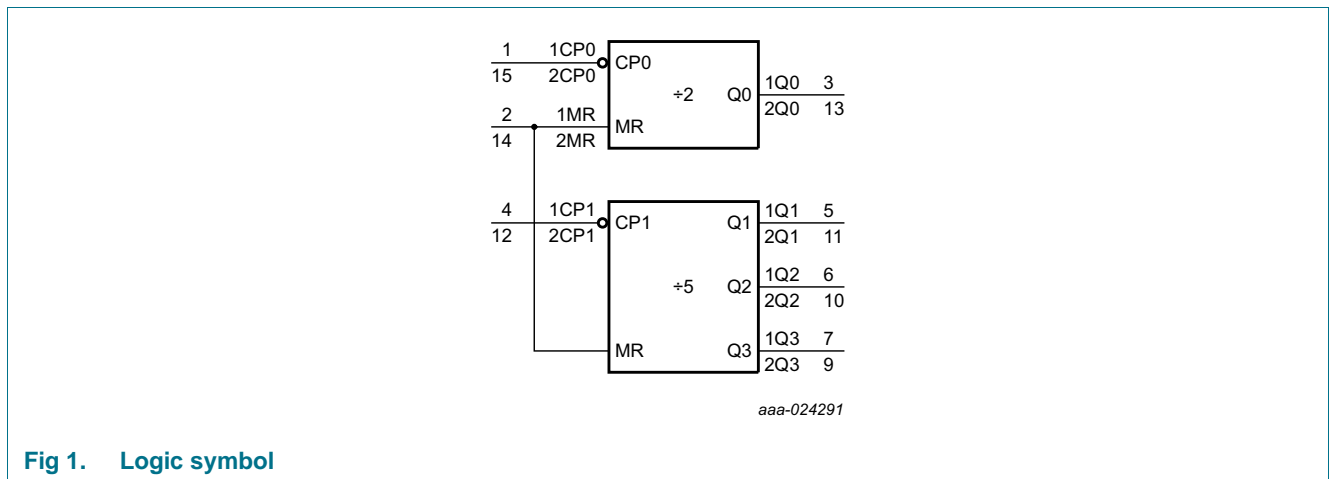 1 1CP0
15 2CP0
CP0
÷2
Q0
1Q0 3
2Q0 13
2 1MR
14 2MR
MR
4 1CP1
12 2CP1
CP1
Q1
1Q1 5
2Q1 11
÷5
Q2
1Q2 6
2Q2 10
MR
Q3
1Q3 7
2Q3 9
aaa-024291
Fig 1. Logic symbol